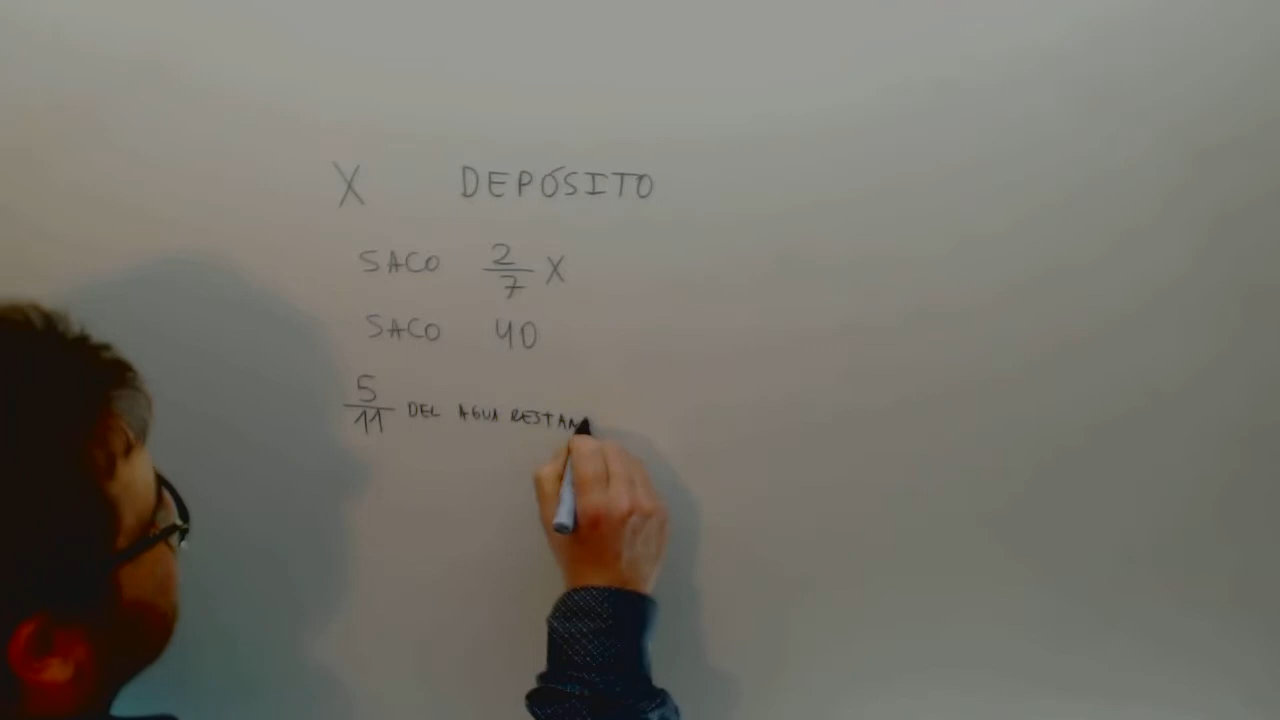 X DEPÓSITO
SACO 2/7 X
SACO 40
5/11 DEL AGUA RESTAN